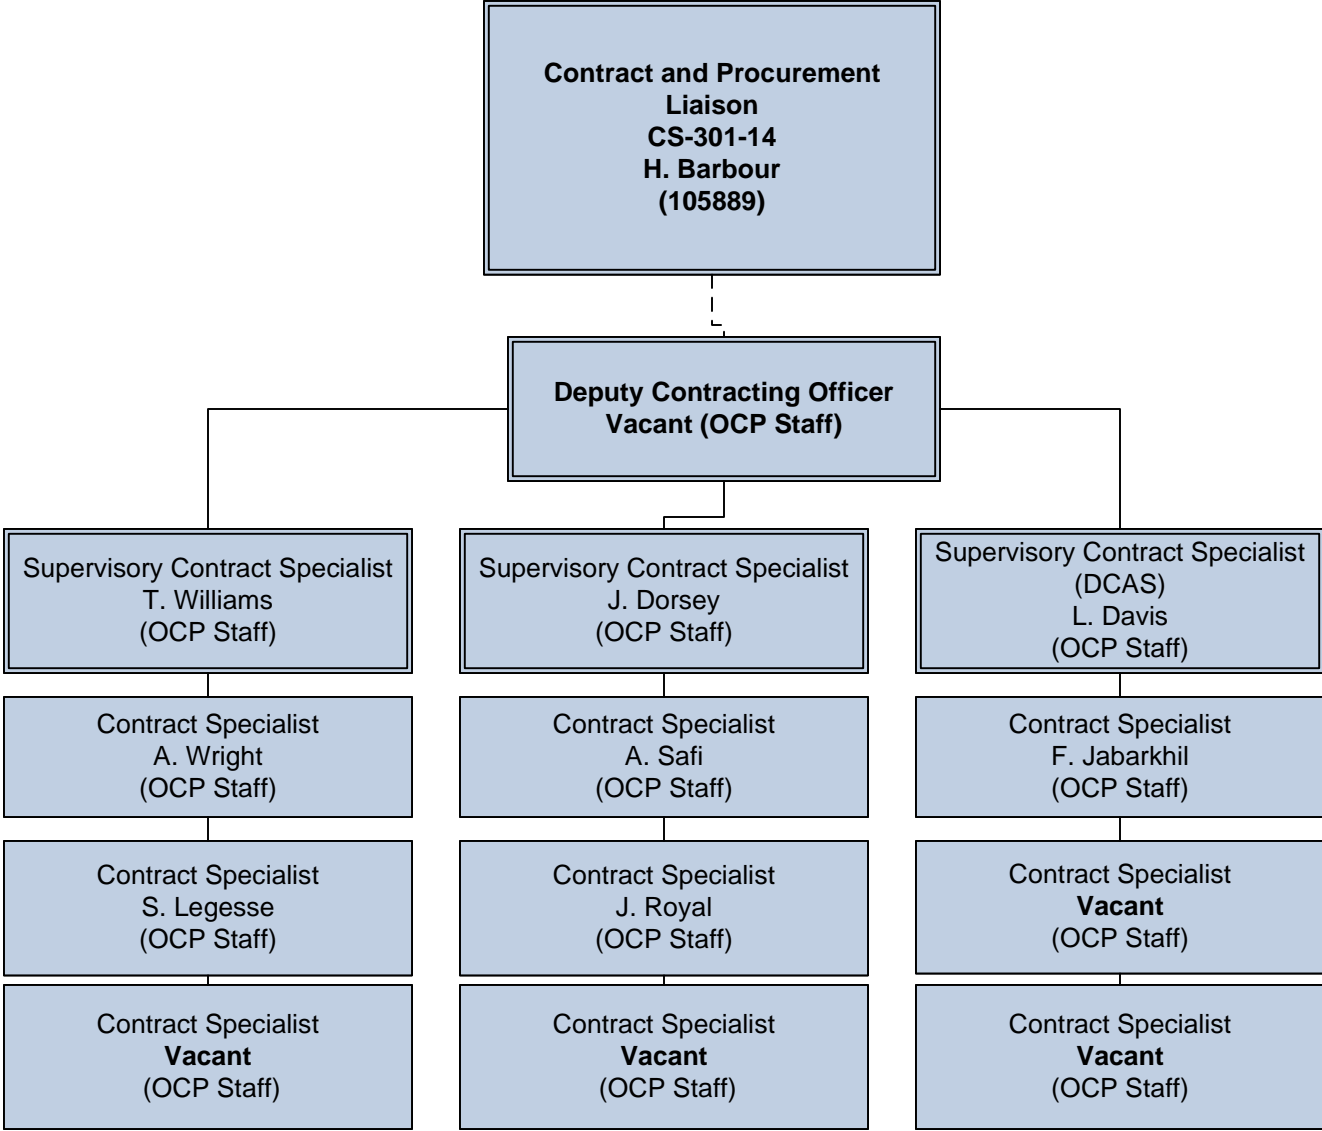 Contract and Procurement
Liaison
CS-301-14
H. Barbour
(105889)
Deputy Contracting Officer
Vacant (OCP Staff)
Supervisory Contract Specialist
T. Williams
(OCP Staff)
Supervisory Contract Specialist
J. Dorsey
(OCP Staff)
Supervisory Contract Specialist
(DCAS)
L. Davis
(OCP Staff)
Contract Specialist
A. Wright
(OCP Staff)
Contract Specialist
A. Safi
(OCP Staff)
Contract Specialist
F. Jabarkhil
(OCP Staff)
Contract Specialist
S. Legesse
(OCP Staff)
Contract Specialist
J. Royal
(OCP Staff)
Contract Specialist
Vacant
(OCP Staff)
Contract Specialist
Vacant
(OCP Staff)
Contract Specialist
Vacant
(OCP Staff)
Contract Specialist
Vacant
(OCP Staff)